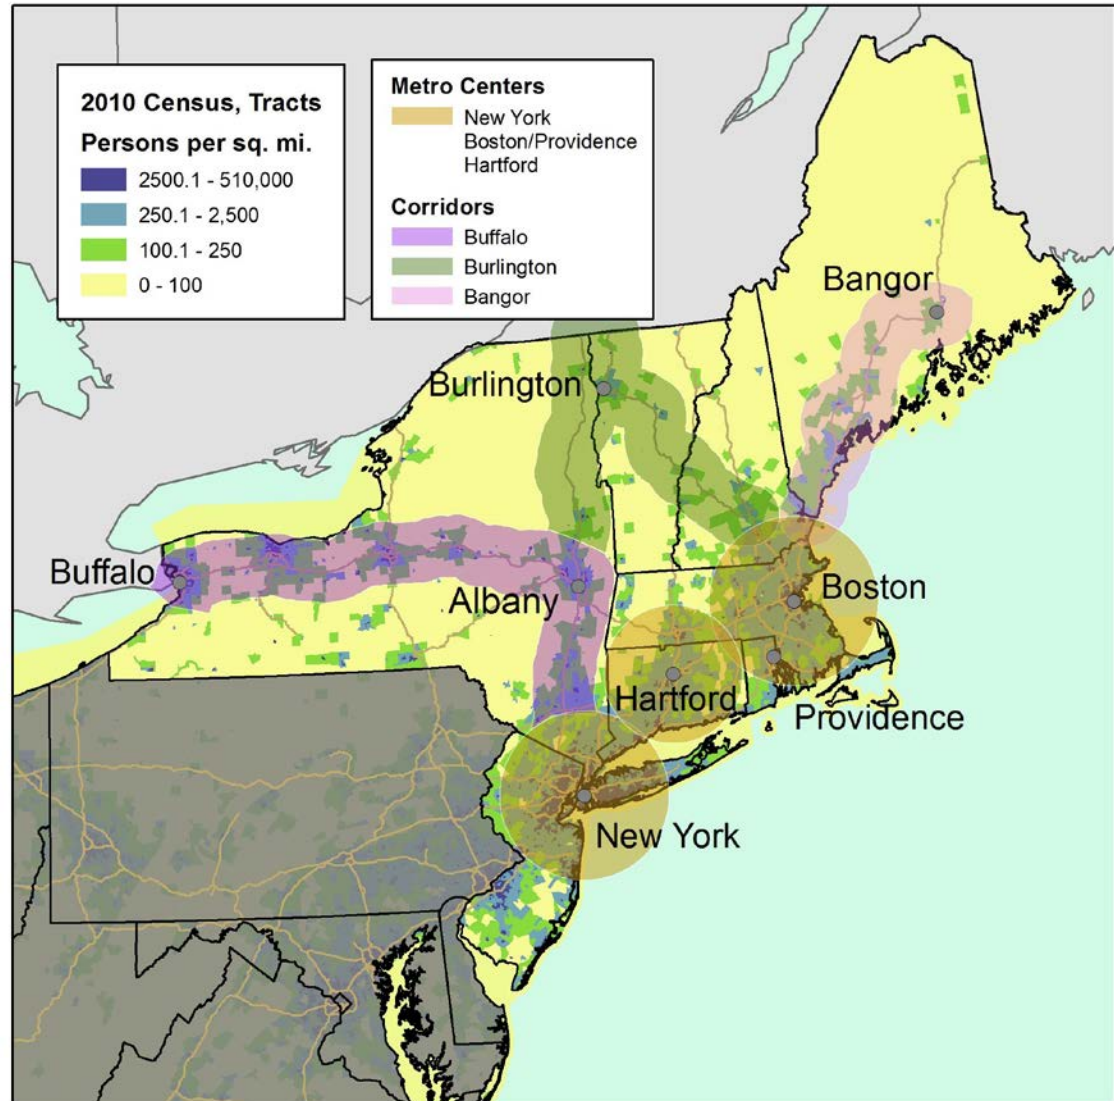 2010 Census, Tracts
Persons per sq. mi.
2500.1 - 510,000
250.1 - 2,500
100.1 - 250
0 - 100
Metro Centers
New York
Boston/Providence
Hartford
Corridors
Buffalo
Burlington
Bangor
Bangor
Burlington
Buffalo
Albany
Boston
Hartford
Providence
New York